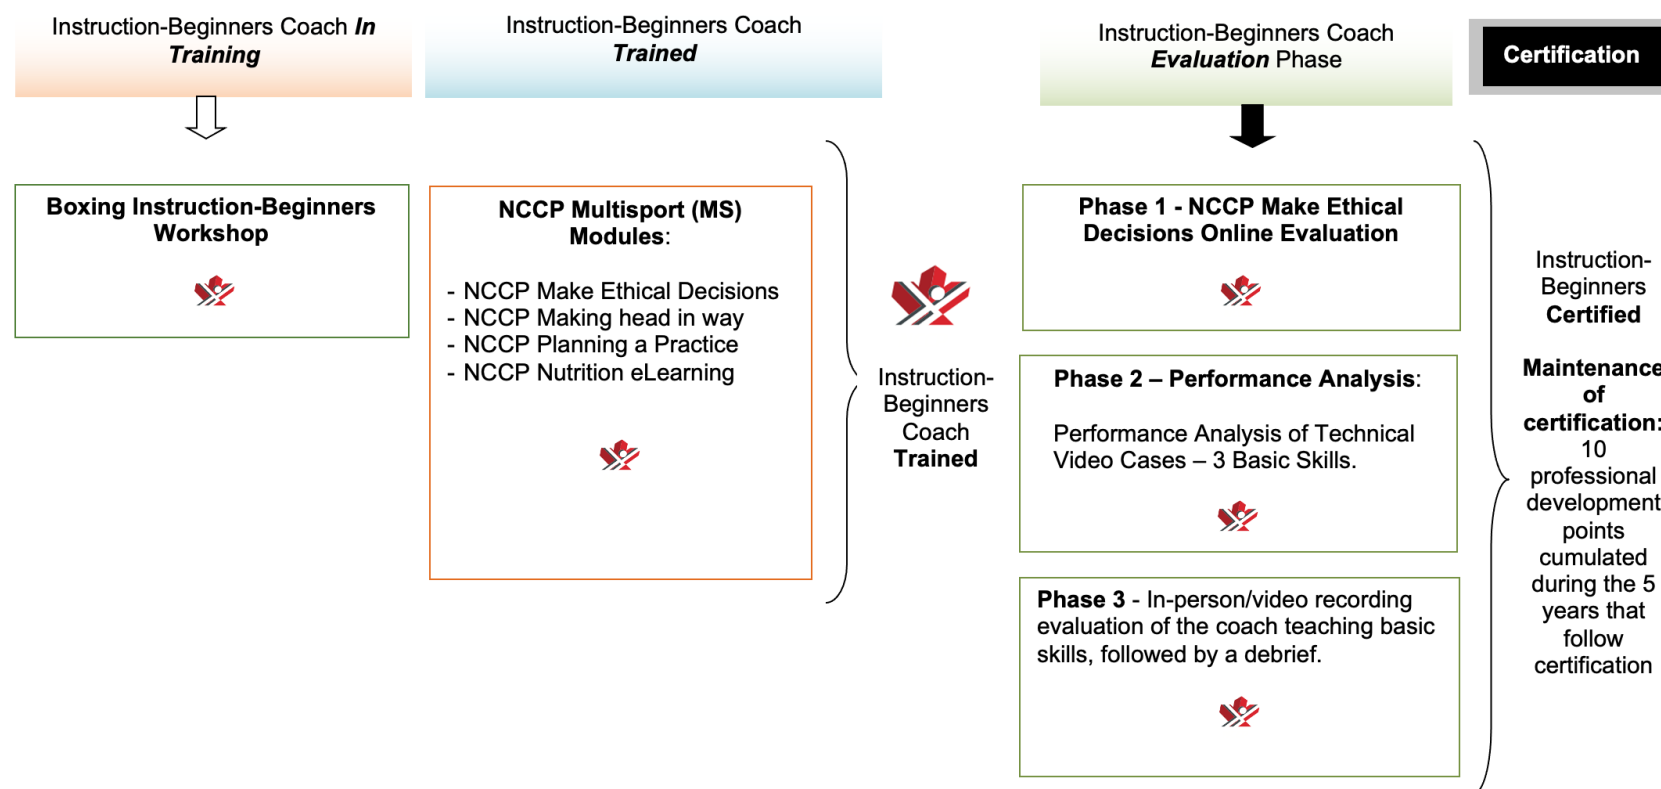 Instruction-Beginners Coach In
Training
Instruction-Beginners Coach
Trained
Instruction-Beginners Coach
Evaluation Phase
Certification
Boxing Instruction-Beginners
Workshop
NCCP Multisport (MS)
Modules:
- NCCP Make Ethical Decisions
- NCCP Making head in way
- NCCP Planning a Practice
- NCCP Nutrition eLearning
Instruction-
Beginners
Coach
Trained
Phase 1 - NCCP Make Ethical
Decisions Online Evaluation
Phase 2 – Performance Analysis:
Performance Analysis of Technical
Video Cases – 3 Basic Skills.
Phase 3 - In-person/video recording
evaluation of the coach teaching basic
skills, followed by a debrief.
Instruction-
Beginners
Certified
Maintenance
of
certification:
10
professional
development
points
cumulated
during the 5
years that
follow
certification